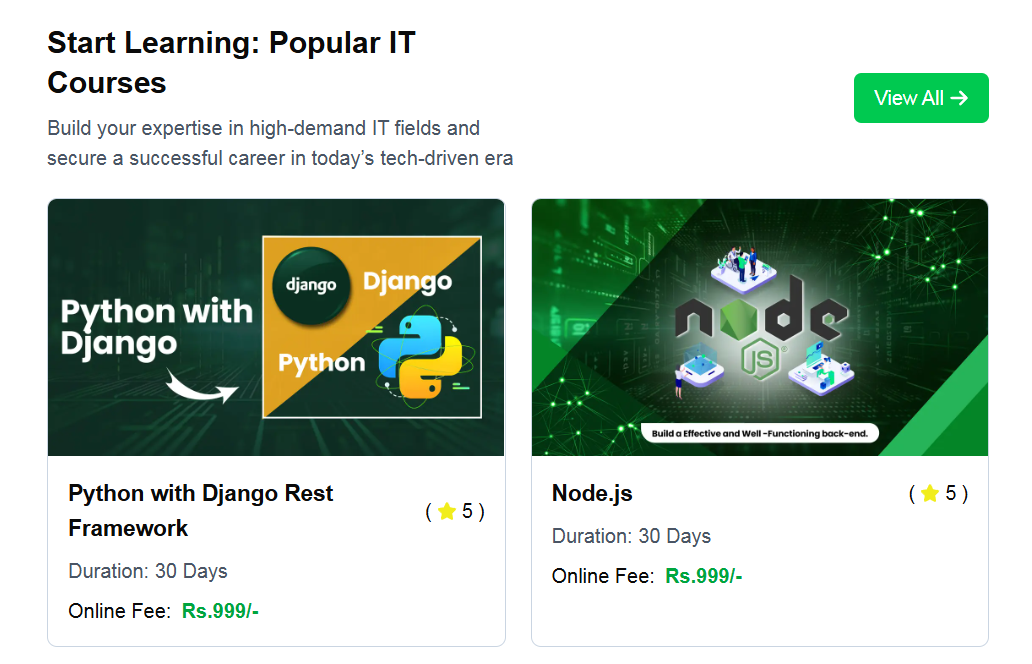 Start Learning: Popular IT
Courses
Build your expertise in high-demand IT fields and
secure a successful career in today’s tech-driven era
View All →
Python with
Django
django
Django
Python
node
JS
Build a Effective and Well -Functioning back-end.
Python with Django Rest
Framework
( ⭐ 5 )
Duration: 30 Days
Online Fee: Rs.999/-
Node.js
( ⭐ 5 )
Duration: 30 Days
Online Fee: Rs.999/-